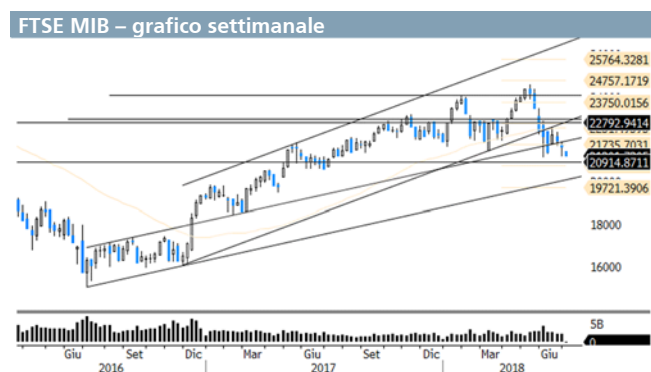 FTSE MIB – grafico settimanale
25764.3281
24757.1719
23750.0156
22792.9414
21735.7031
20914.8711
19721.3906
18000
16000
5B
0
Giu Set Dic Mar Giu Set Dic Mar Giu
2016 2017 2018